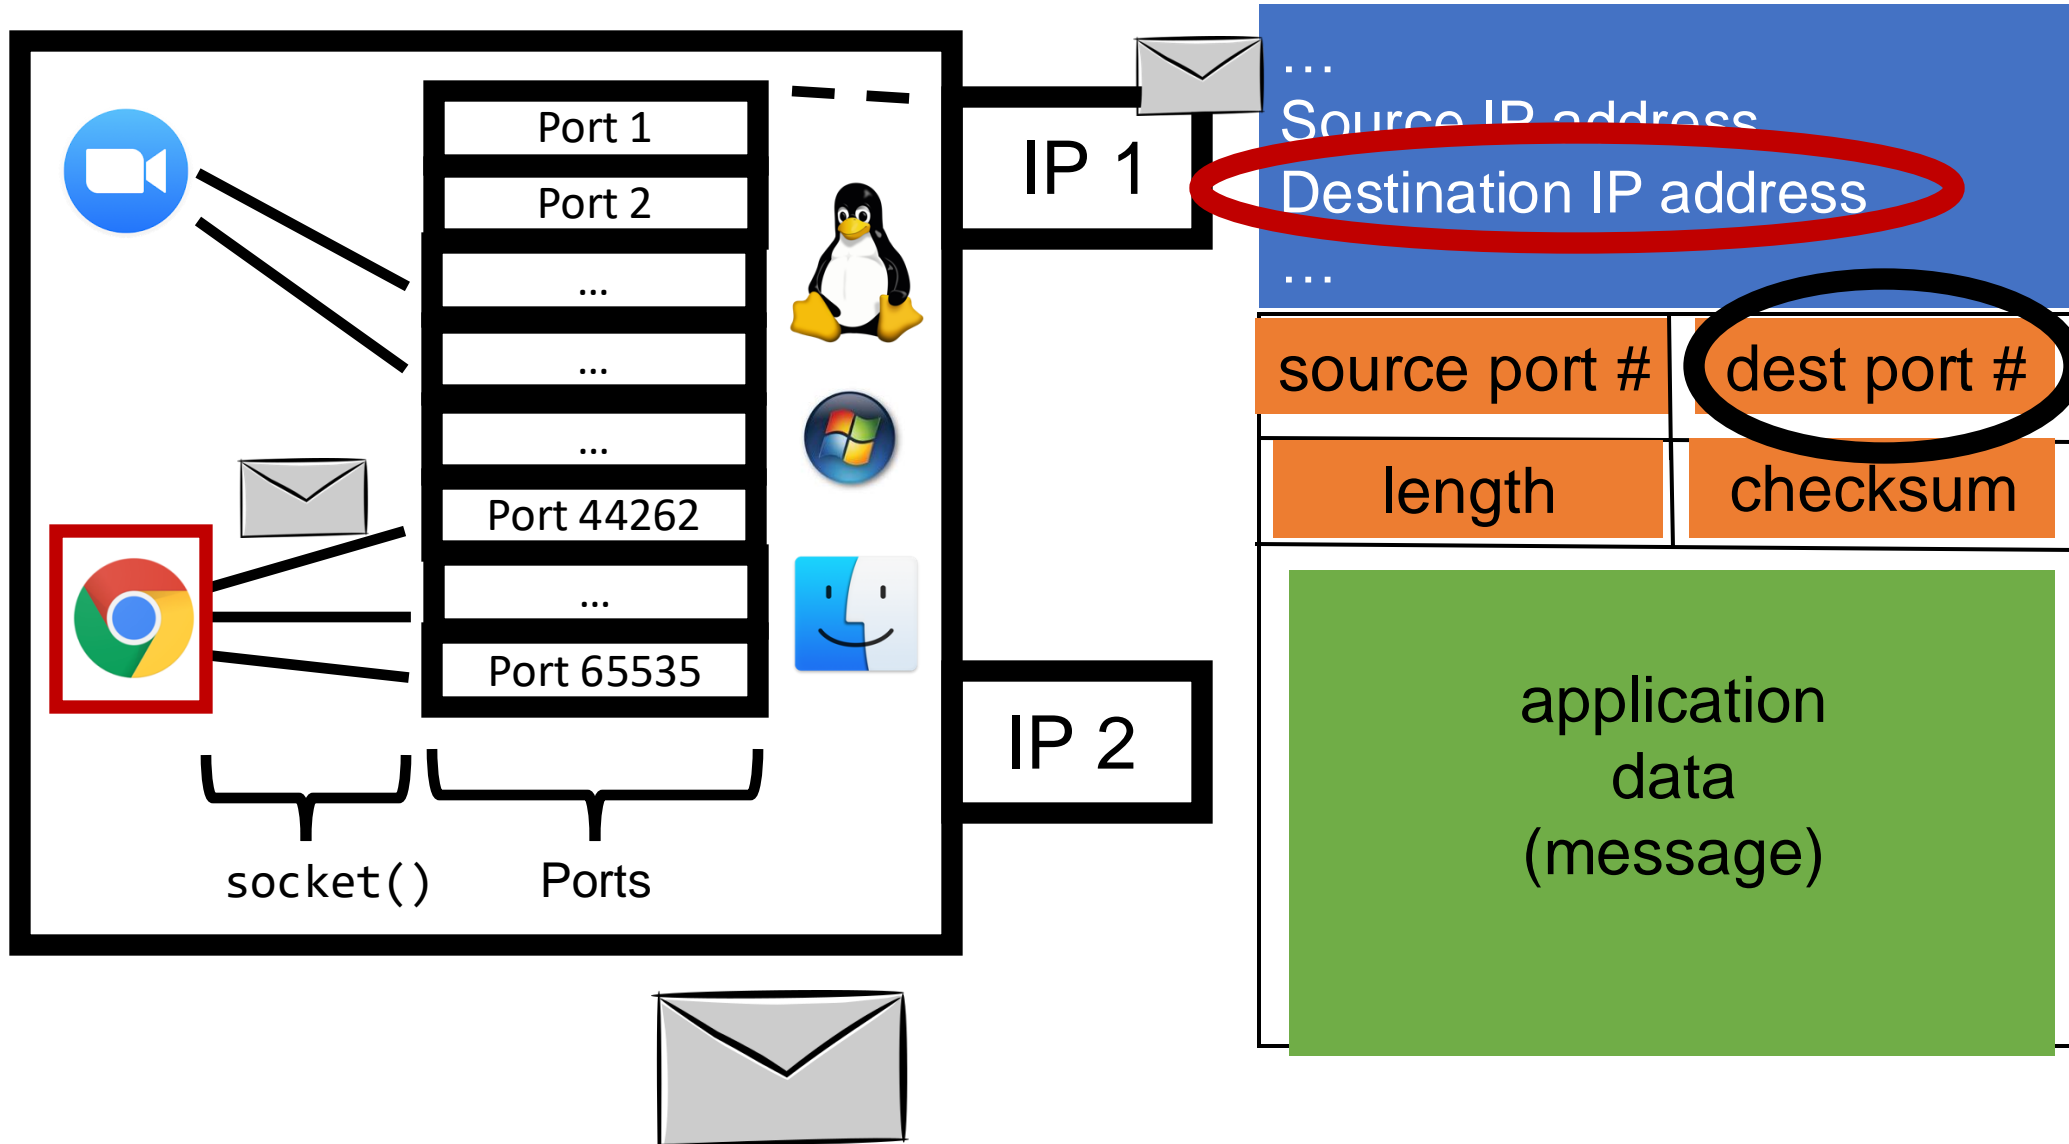 Port 1
Port 2
...
...
...
Port 44262
...
Port 65535
socket()
Ports
IP 1
IP 2
...
Source IP address
Destination IP address
...
source port #
dest port #
length
checksum
application
data
(message)